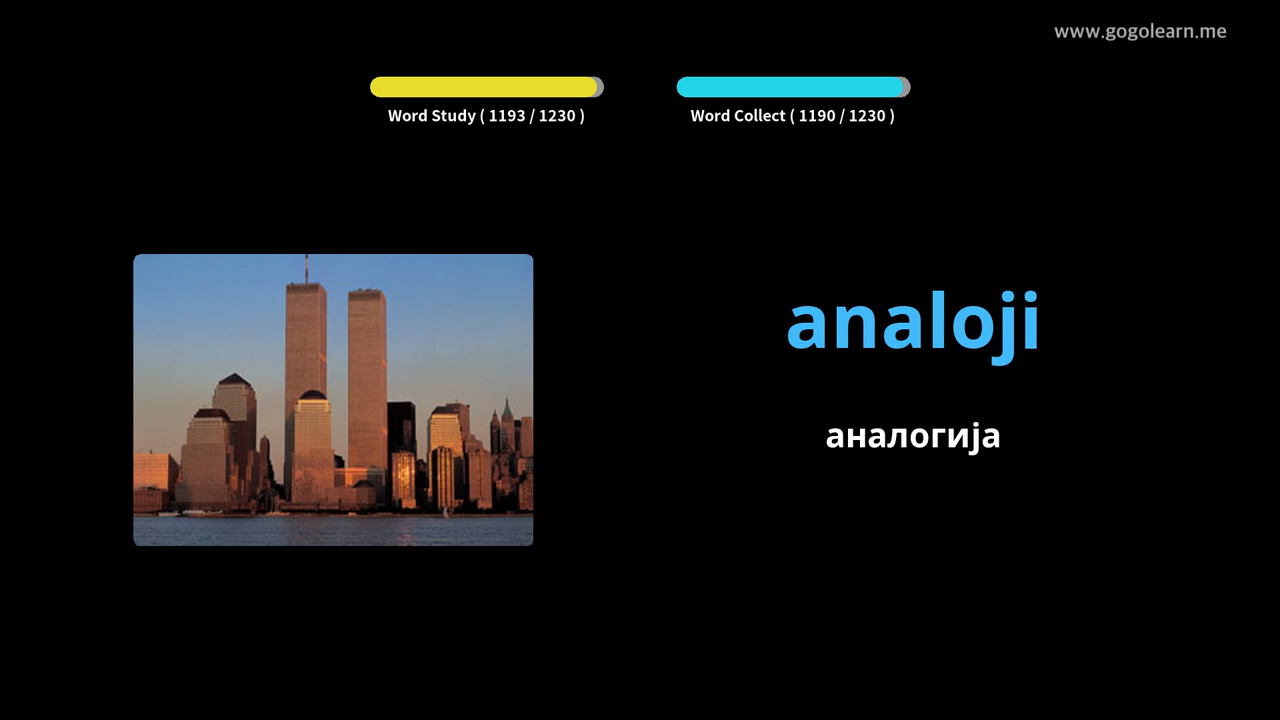 www.gogolearn.me
Word Study ( 1193 / 1230 )
Word Collect ( 1190 / 1230 )
analoji
аналогија